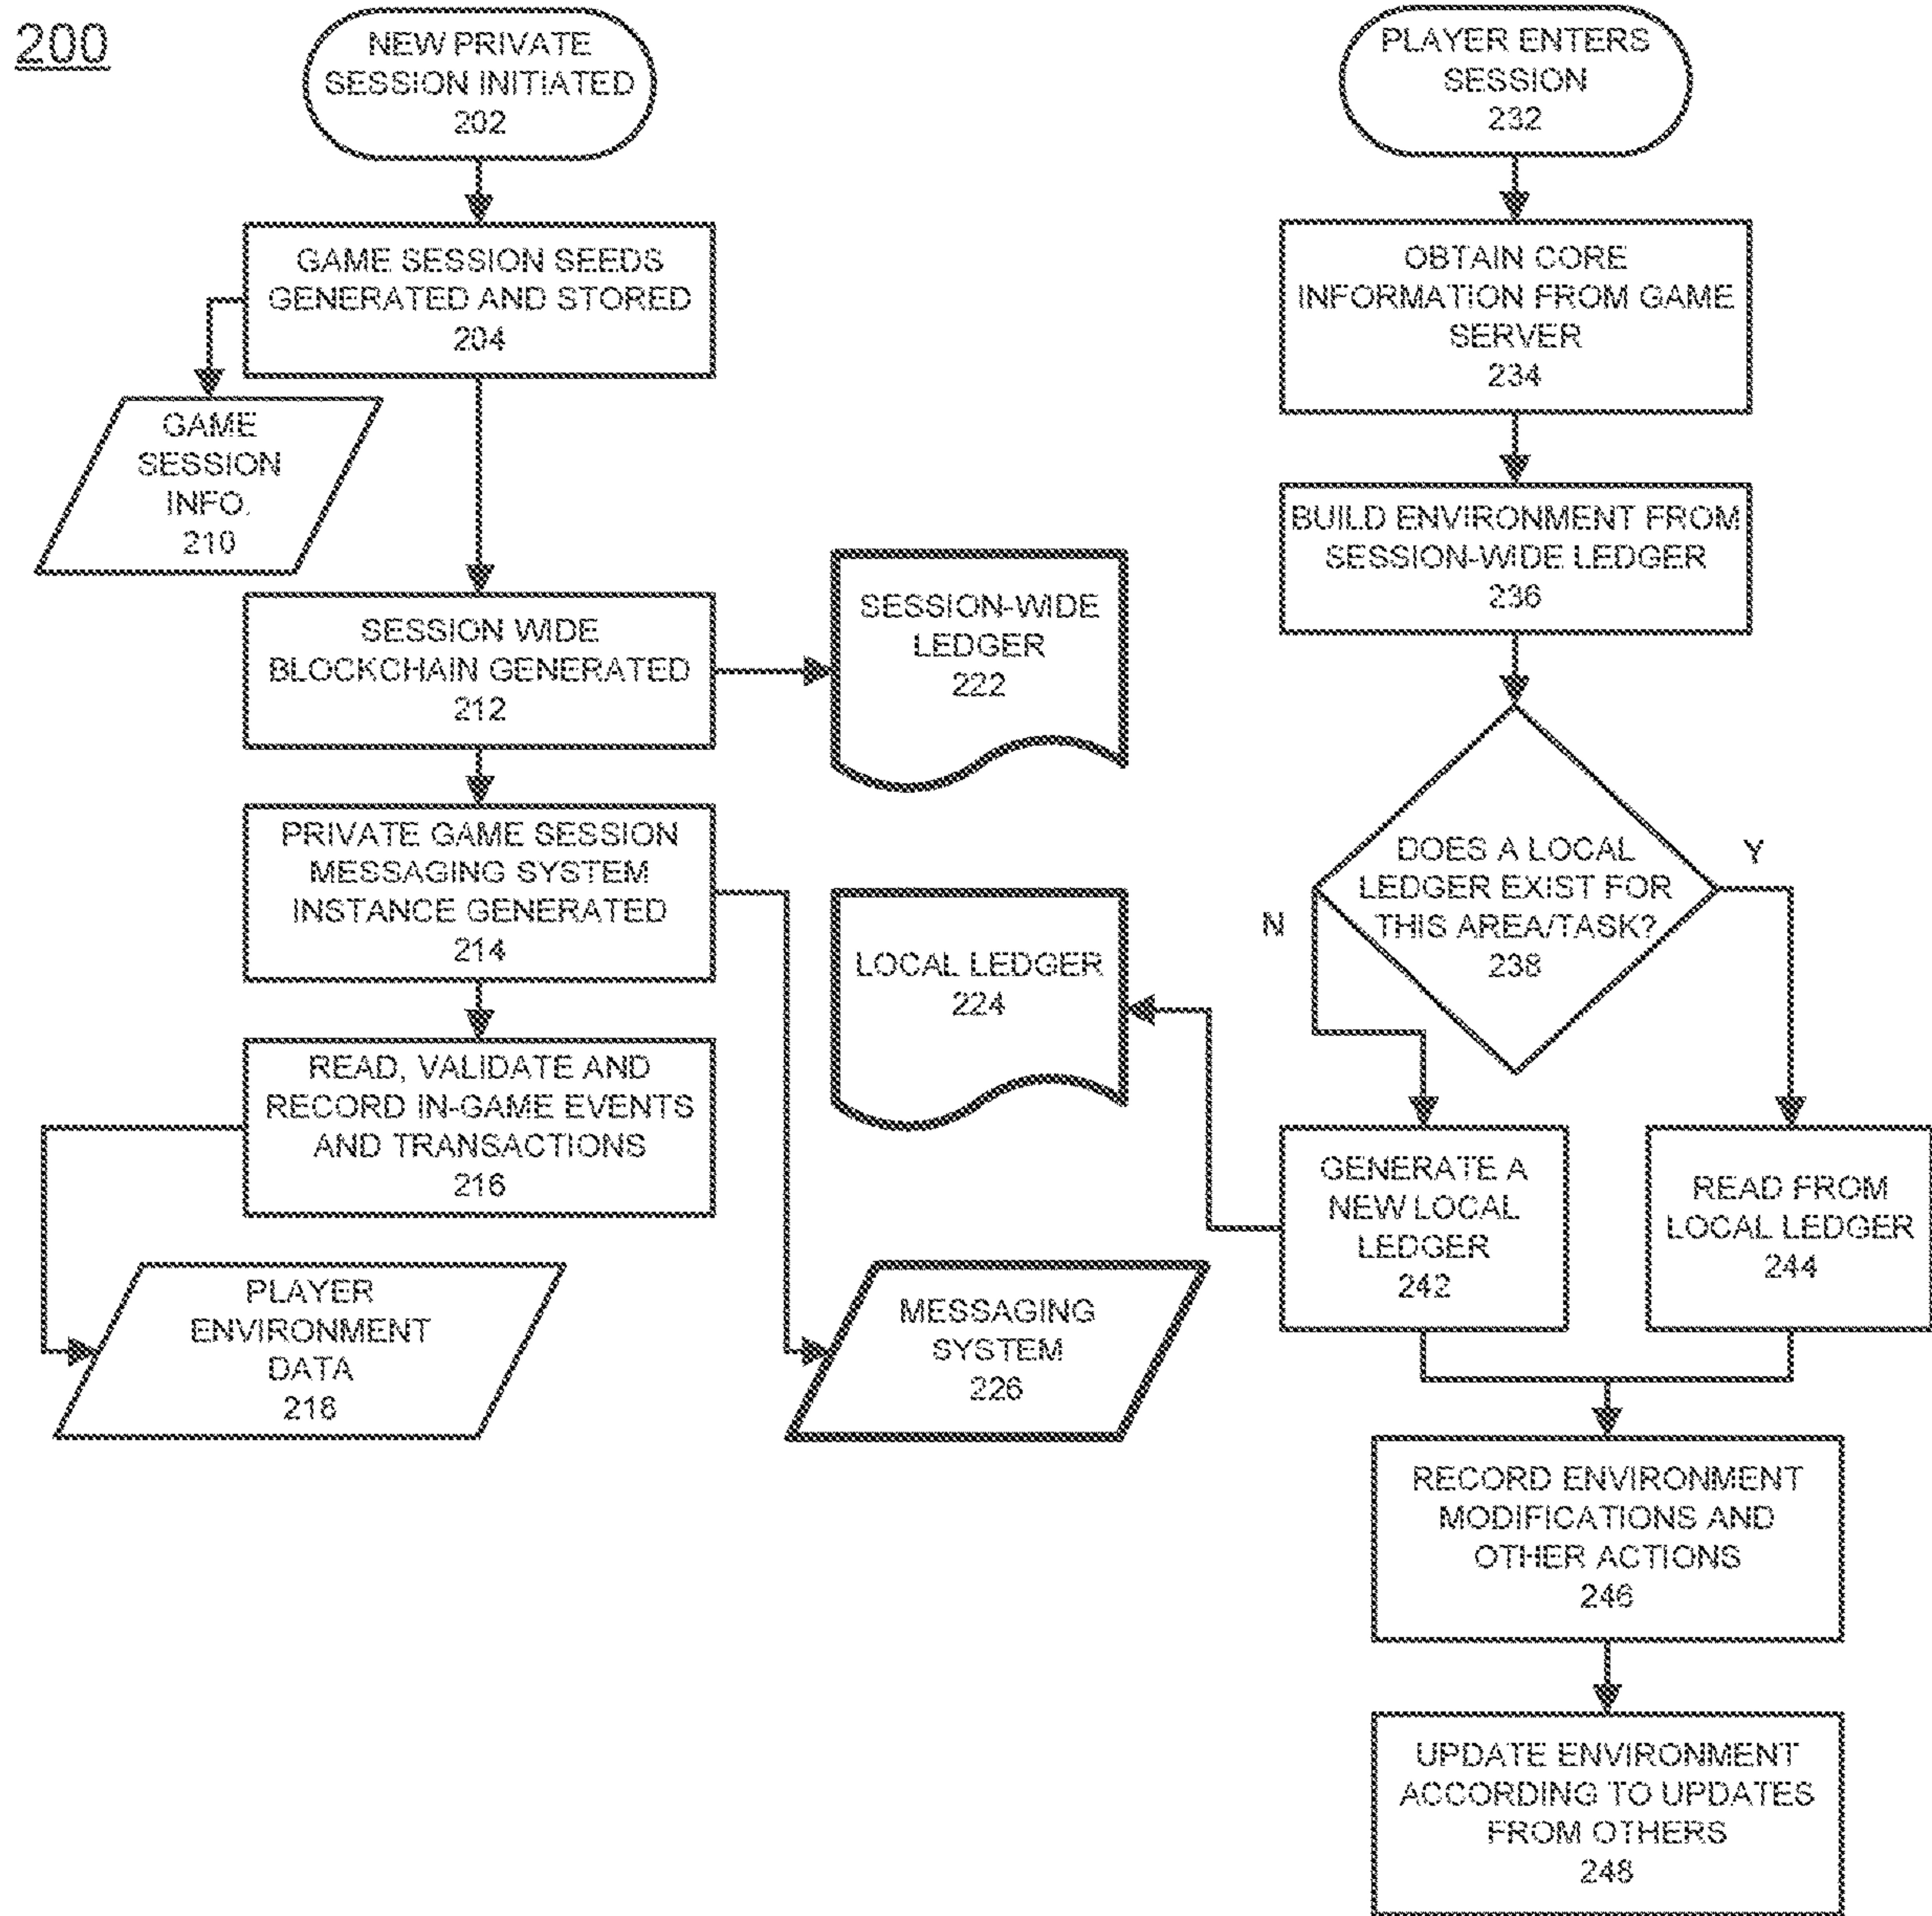 200
NEW PRIVATE
SESSION INITIATED
202
GAME SESSION SEEDS
GENERATED AND STORED
204
GAME
SESSION
INFO.
210
SESSION WIDE
BLOCKCHAIN GENERATED
212
SESSION-WIDE
LEDGER
222
PRIVATE GAME SESSION
MESSAGING SYSTEM
INSTANCE GENERATED
214
LOCAL LEDGER
224
READ, VALIDATE AND
RECORD IN-GAME EVENTS
AND TRANSACTIONS
216
PLAYER
ENVIRONMENT
DATA
218
MESSAGING
SYSTEM
226
PLAYER ENTERS
SESSION
232
OBTAIN CORE
INFORMATION FROM GAME
SERVER
234
BUILD ENVIRONMENT FROM
SESSION-WIDE LEDGER
236
DOES A LOCAL
LEDGER EXIST FOR
THIS AREA/TASK?
238
Y
N
GENERATE A
NEW LOCAL
LEDGER
242
READ FROM
LOCAL LEDGER
244
RECORD ENVIRONMENT
MODIFICATIONS AND
OTHER ACTIONS
246
UPDATE ENVIRONMENT
ACCORDING TO UPDATES
FROM OTHERS
248